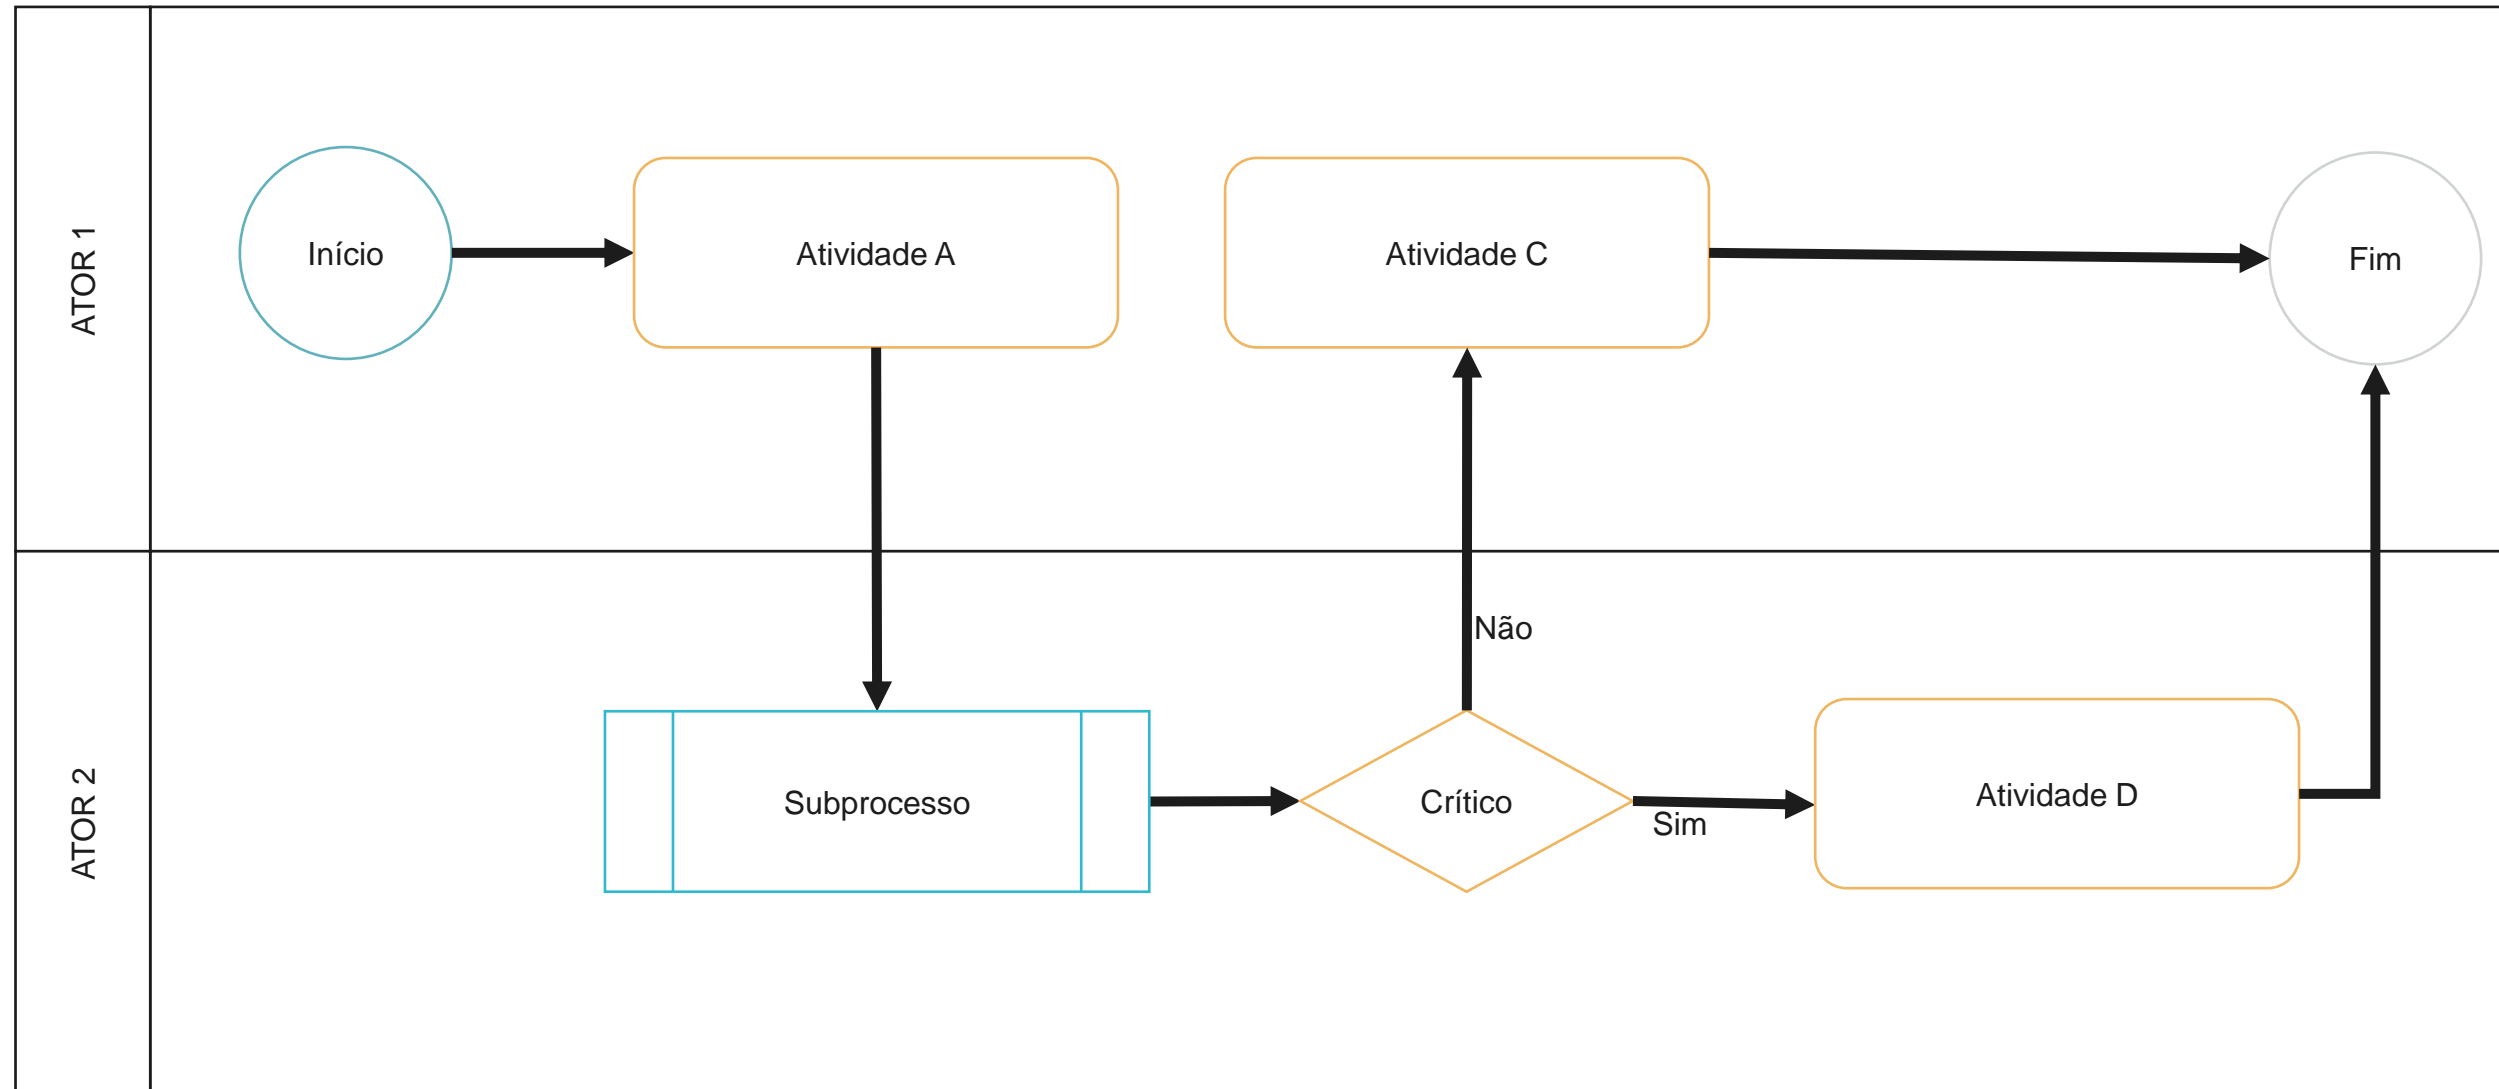 ATOR 1
Início
Atividade A
Atividade C
Fim
Não
ATOR 2
Subprocesso
Crítico
Sim
Atividade D